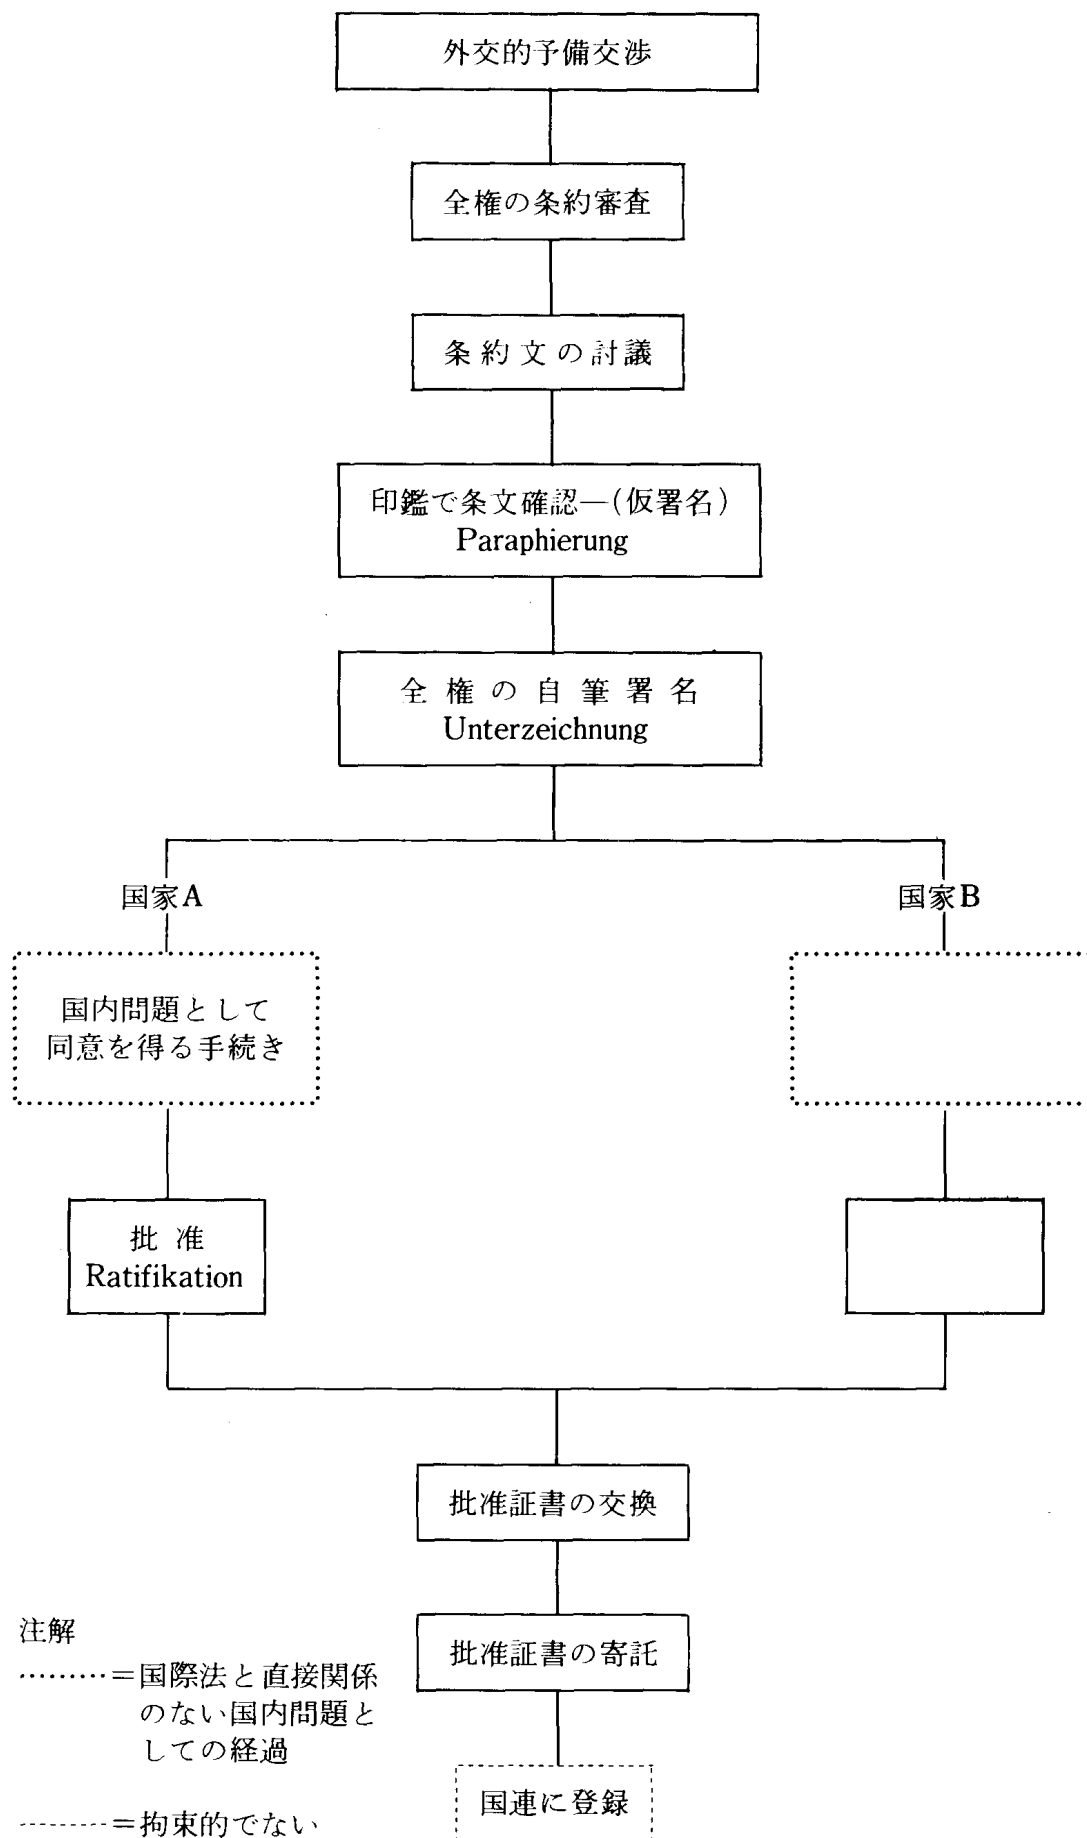 外交的予備交渉
全権の条約審査
条約文の討議
印鑑で条文確認―(仮署名)
Paraphierung
全権の自筆署名
Unterzeichnung
国家A
国家B
国内問題として
同意を得る手続き
批准
Ratifikation
批准証書の交換
批准証書の寄託
国連に登録
注解
………=国際法と直接関係
のない国内問題と
しての経過
---------=拘束的でない